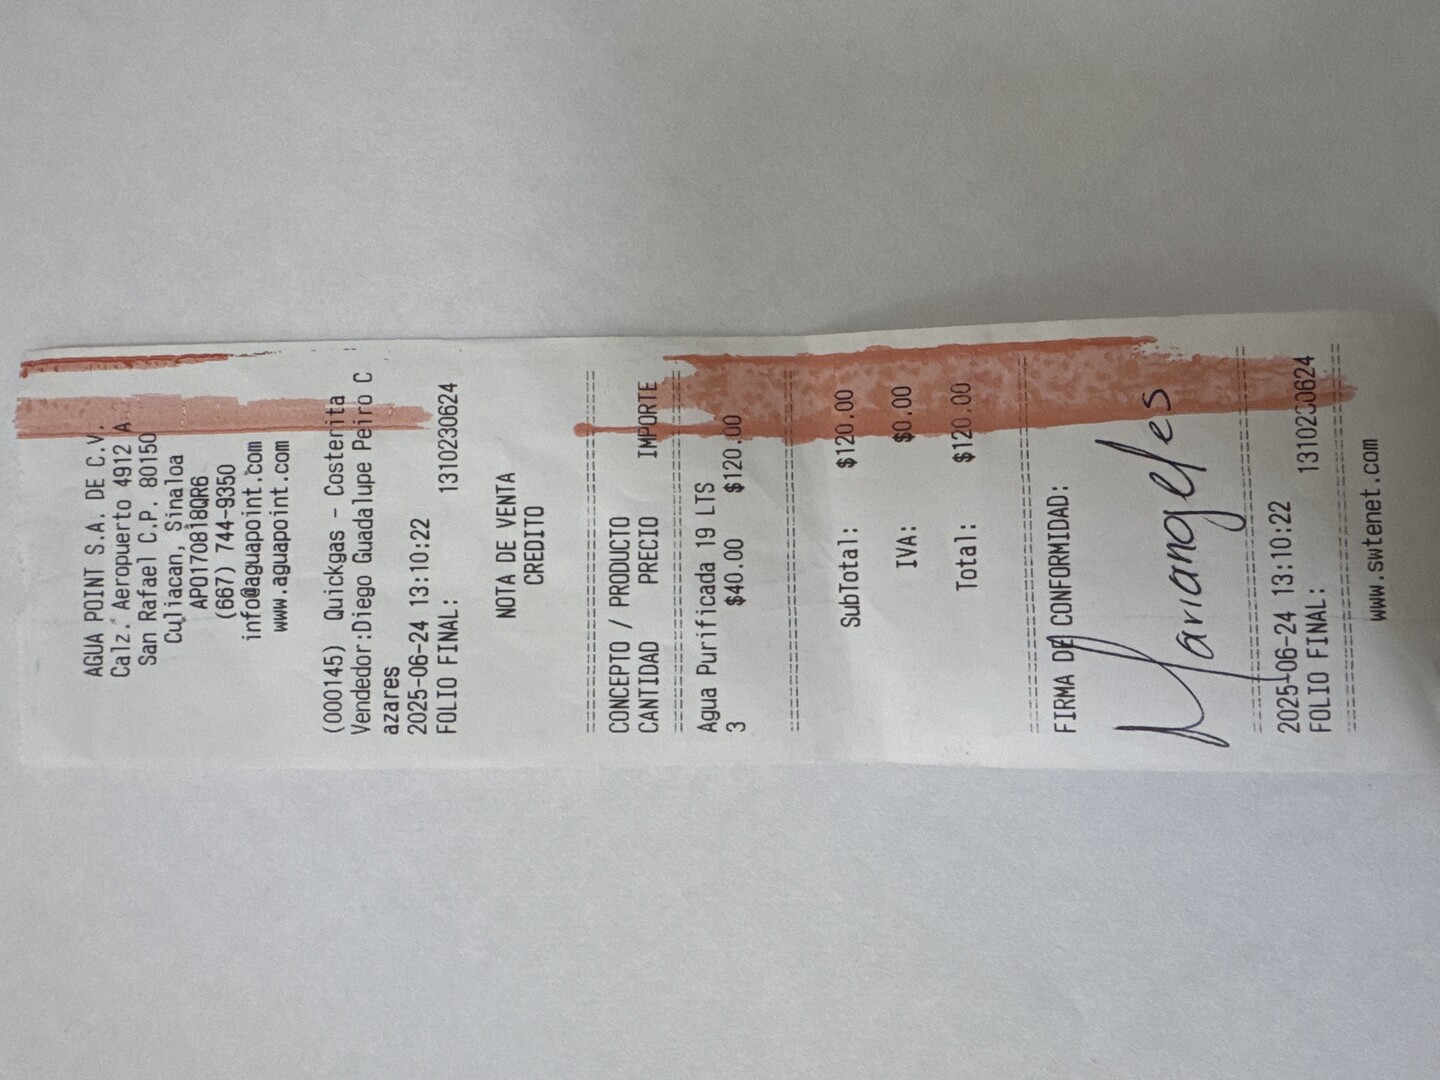 AGUA POINT S.A. DE C.V.
Calz. Aeropuerto 4912 A
San Rafael C.P. 80150
Culiacan, Sinaloa
APO170818QR6
(667) 744-9350
info@aguapoint.com
www.aguapoint.com
(000145) Quickgas - Costerita
Vendedor:Diego Guadalupe Peiro C
azares
2025-06-24 13:10:22
FOLIO FINAL: 1310230624
NOTA DE VENTA
CREDITO
CONCEPTO / PRODUCTO
CANTIDAD PRECIO IMPORTE
Agua Purificada 19 LTS
3 $40.00 $120.00
SubTotal: $120.00
IVA: $0.00
Total: $120.00
FIRMA DE CONFORMIDAD:
Mariangeles
2025-06-24 13:10:22
FOLIO FINAL: 1310230624
www.swtenet.com